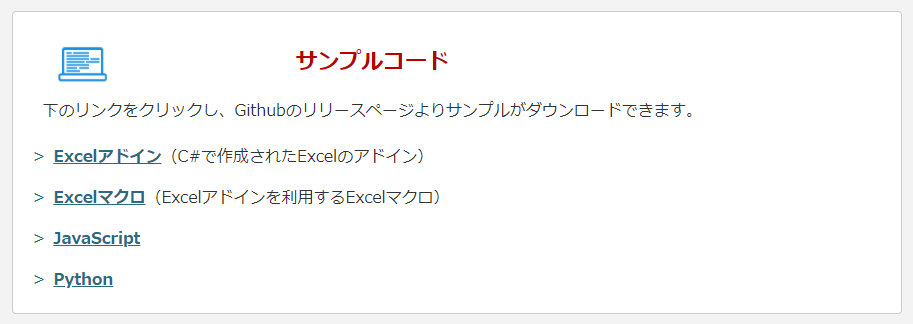 サンプルコード
下のリンクをクリックし、Githubのリリースページよりサンプルがダウンロードできます。
> Excelアドイン（C#で作成されたExcelのアドイン）
> Excelマクロ（Excelアドインを利用するExcelマクロ）
> JavaScript
> Python